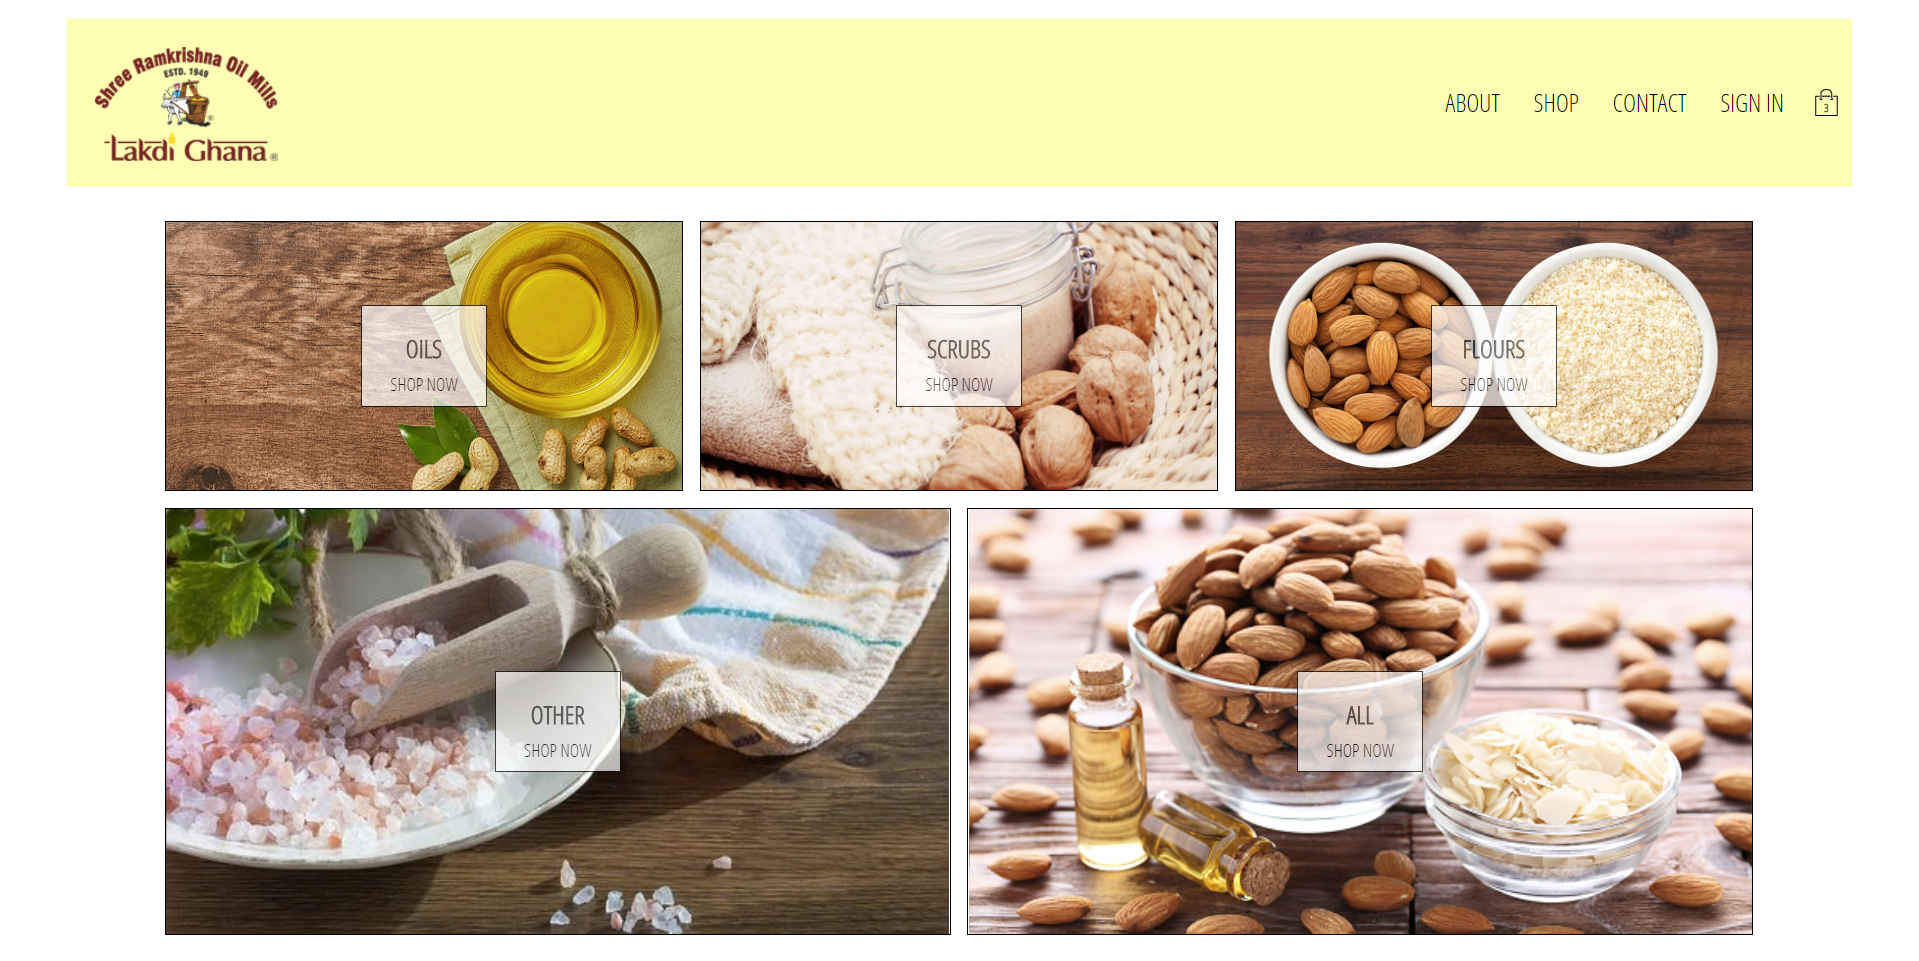 Shree Ramkrishna Oil Mills
ESTD. 1949
Lakdi Ghana ®
ABOUT SHOP CONTACT SIGN IN 3
OILS
SHOP NOW
SCRUBS
SHOP NOW
FLOURS
SHOP NOW
OTHER
SHOP NOW
ALL
SHOP NOW